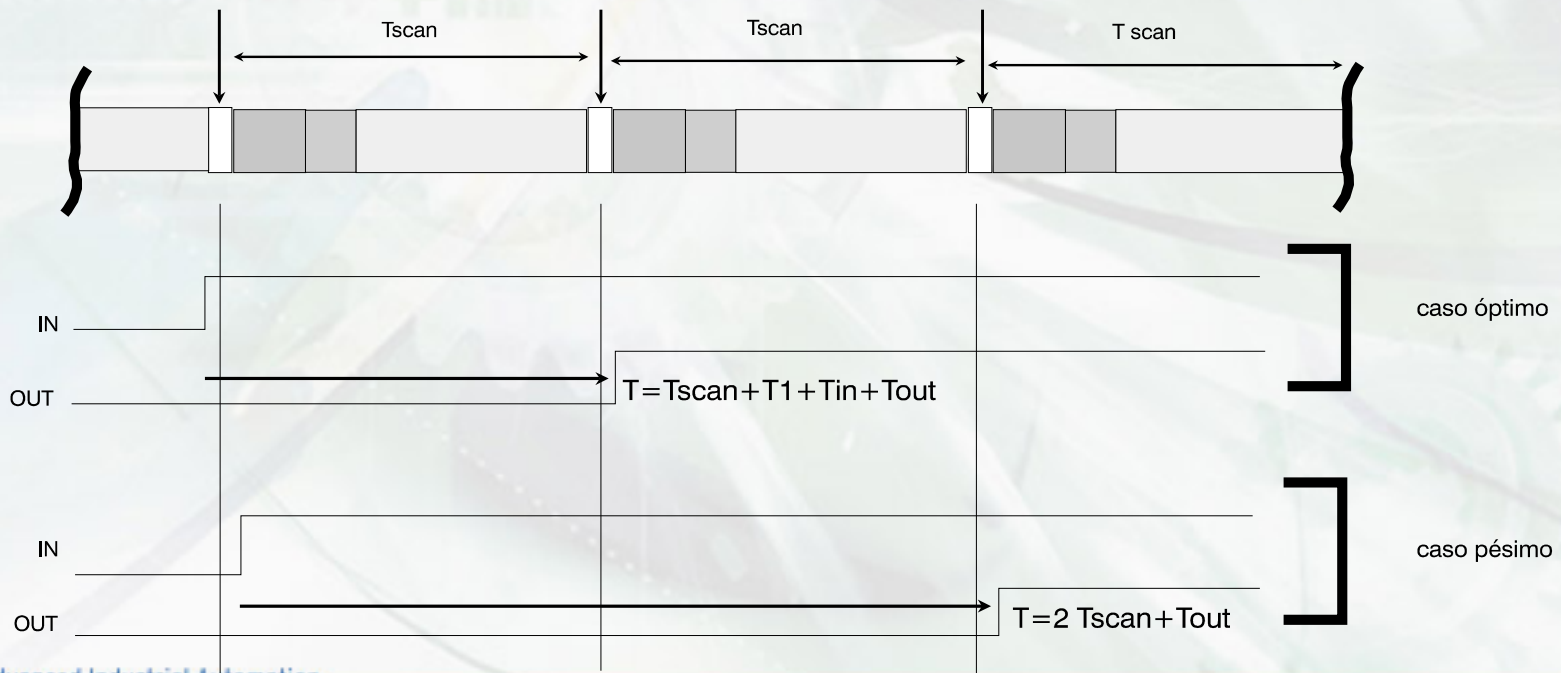 Tscan
Tscan
T scan
IN
caso óptimo
OUT
T=Tscan+T1+Tin+Tout
IN
caso pésimo
OUT
T=2 Tscan+Tout